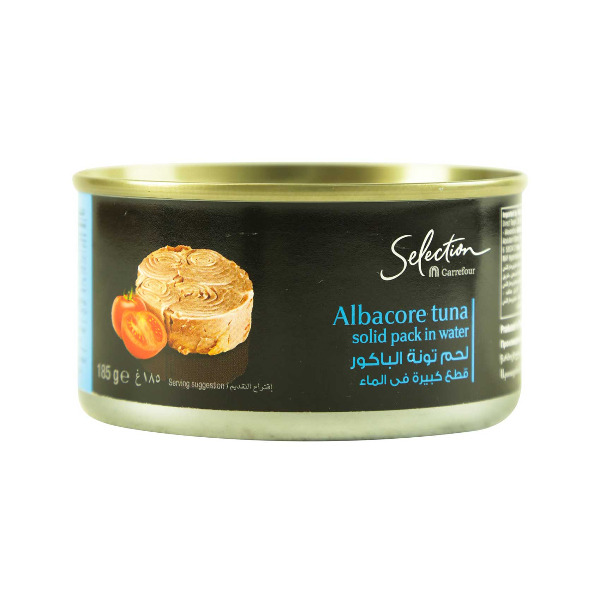 Selection
Carrefour
Albacore tuna
solid pack in water
لحم تونة الباكور
قطع كبيرة في الماء
185 g e ١٨٥ غ
Serving suggestion / إقتراح التقديم